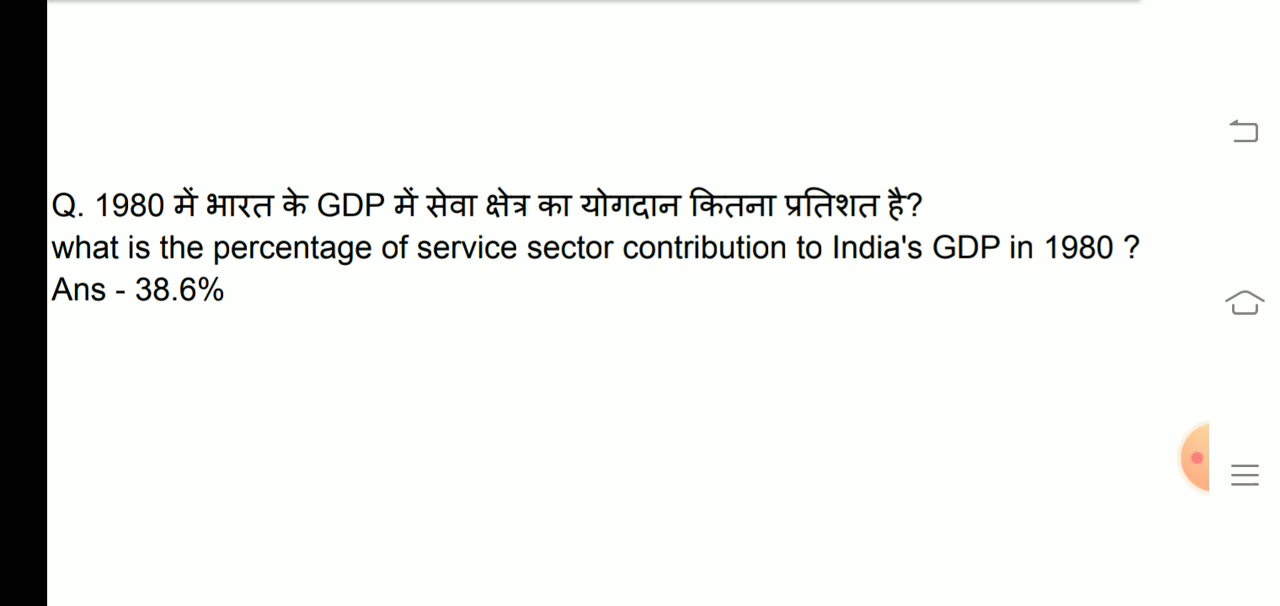 Q. 1980 में भारत के GDP में सेवा क्षेत्र का योगदान कितना प्रतिशत है?
what is the percentage of service sector contribution to India's GDP in 1980 ?
Ans - 38.6%